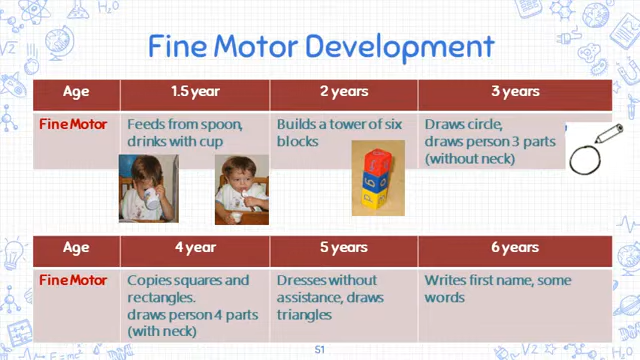 Fine Motor Development
Age 1.5 year 2 years 3 years
Fine Motor
Feeds from spoon,
drinks with cup
Builds a tower of six
blocks
Draws circle,
draws person 3 parts
(without neck)
Age 4 year 5 years 6 years
Fine Motor
Copies squares and
rectangles.
draws person 4 parts
(with neck)
Dresses without
assistance, draws
triangles
Writes first name, some
words
51